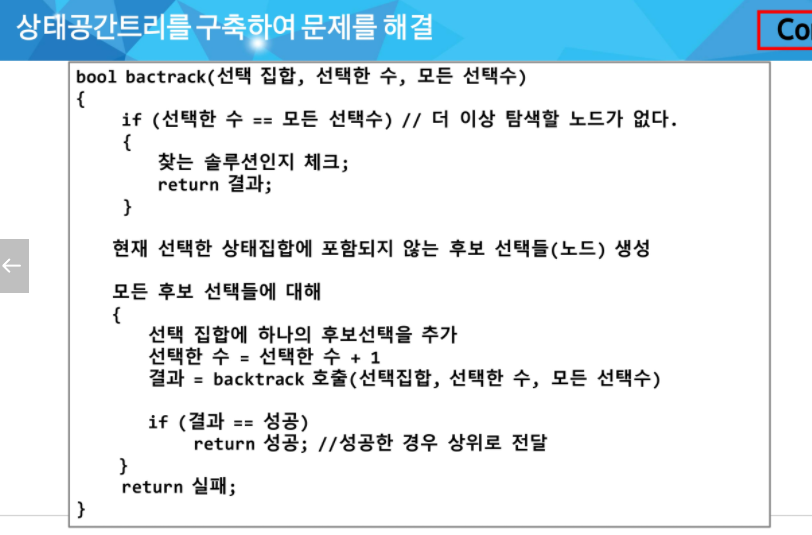 상태공간트리를 구축하여 문제를 해결
bool bactrack(선택 집합, 선택한 수, 모든 선택수)
{
if (선택한 수 == 모든 선택수) // 더 이상 탐색할 노드가 없다.
{
찾는 솔루션인지 체크;
return 결과;
}
현재 선택한 상태집합에 포함되지 않는 후보 선택들(노드) 생성
모든 후보 선택들에 대해
{
선택 집합에 하나의 후보선택을 추가
선택한 수 = 선택한 수 + 1
결과 = backtrack 호출(선택집합, 선택한 수, 모든 선택수)
if (결과 == 성공)
return 성공; //성공한 경우 상위로 전달
}
return 실패;
}